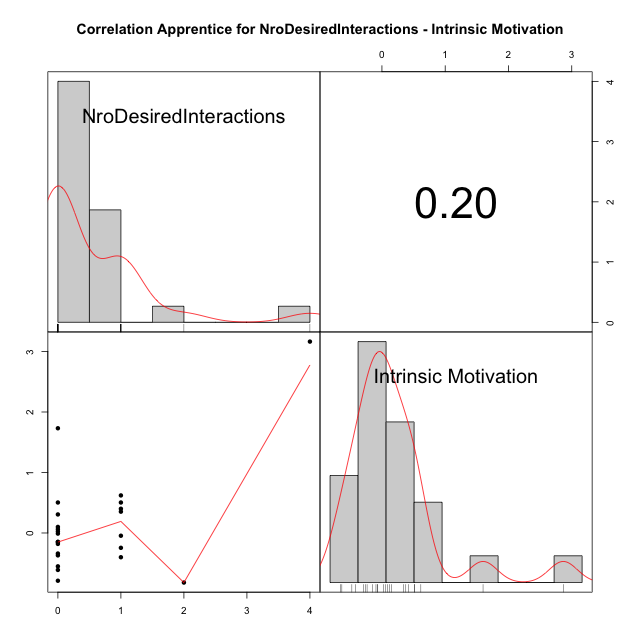 Correlation Apprentice for NroDesiredInteractions - Intrinsic Motivation
0 1 2 3
NroDesiredInteractions
0.20
4
3
2
1
0
3
2
1
0
Intrinsic Motivation
0 1 2 3 4